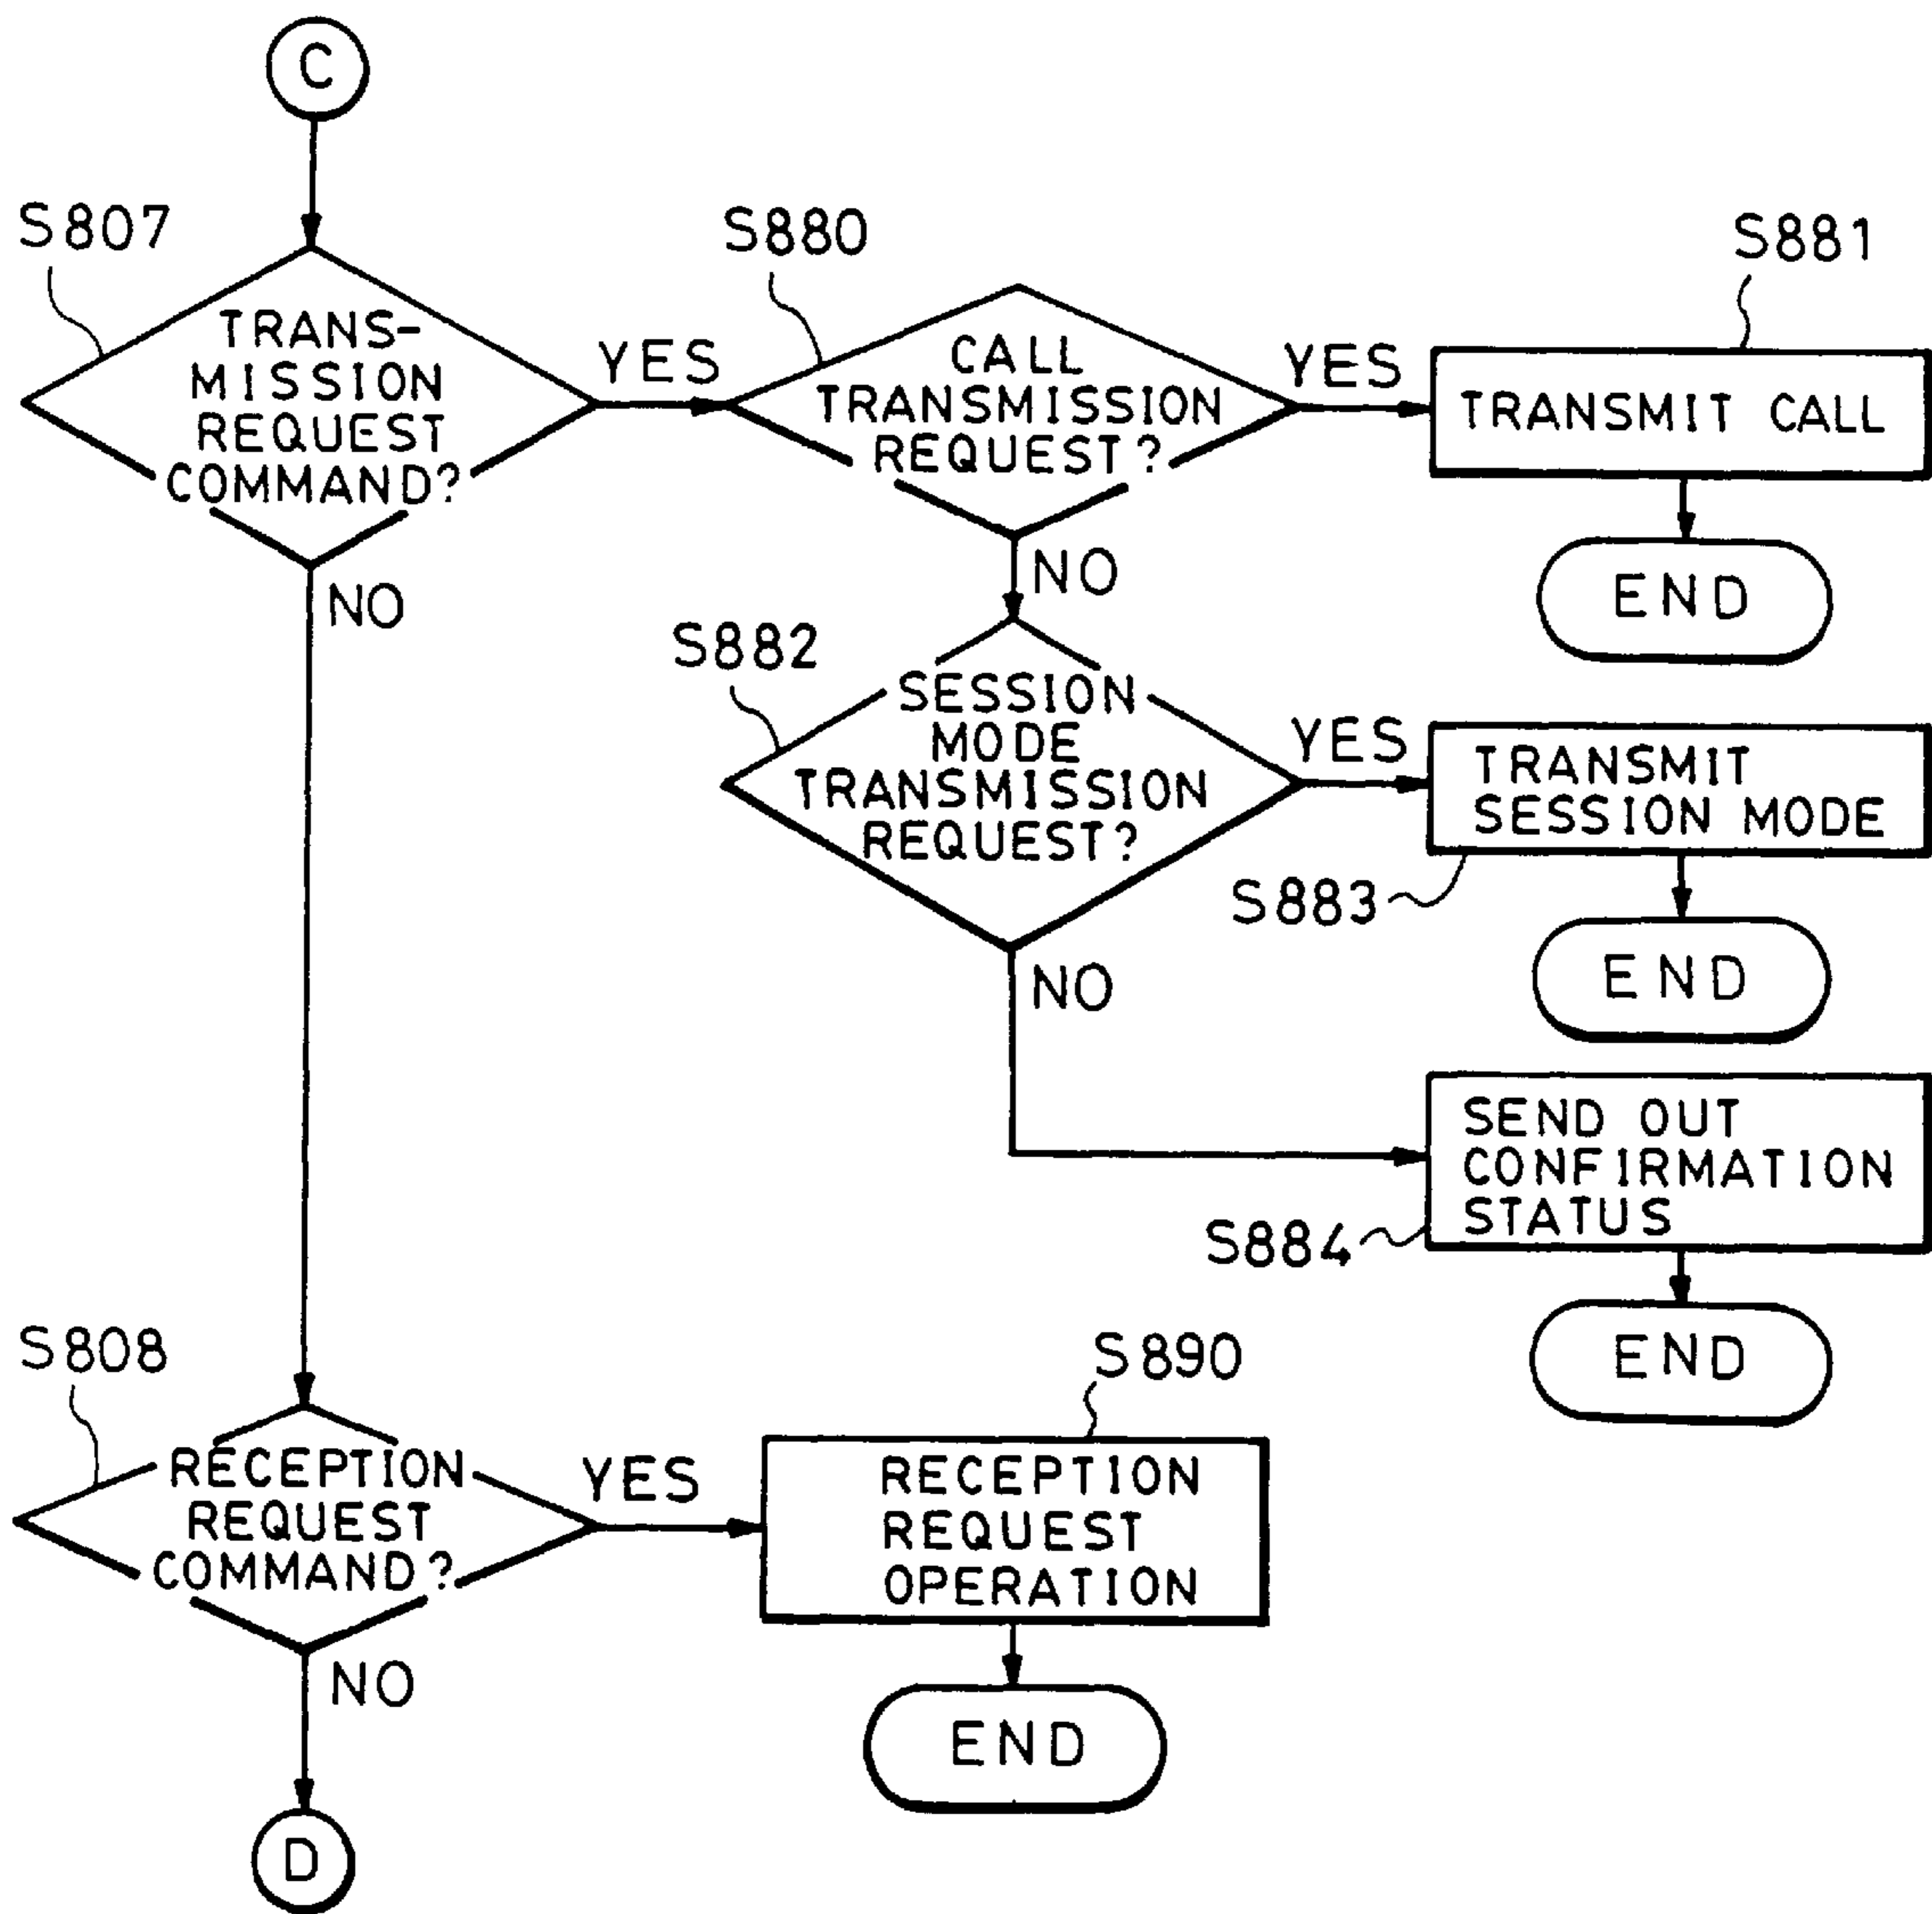 C
S807
TRANS-
MISSION
REQUEST
COMMAND?
YES
NO
S880
CALL
TRANSMISSION
REQUEST?
YES
NO
S881
TRANSMIT CALL
END
S882
SESSION
MODE
TRANSMISSION
REQUEST?
YES
NO
TRANSMIT
SESSION MODE
S883
END
SEND OUT
CONFIRMATION
STATUS
S884
END
S808
RECEPTION
REQUEST
COMMAND?
YES
NO
S890
RECEPTION
REQUEST
OPERATION
END
D